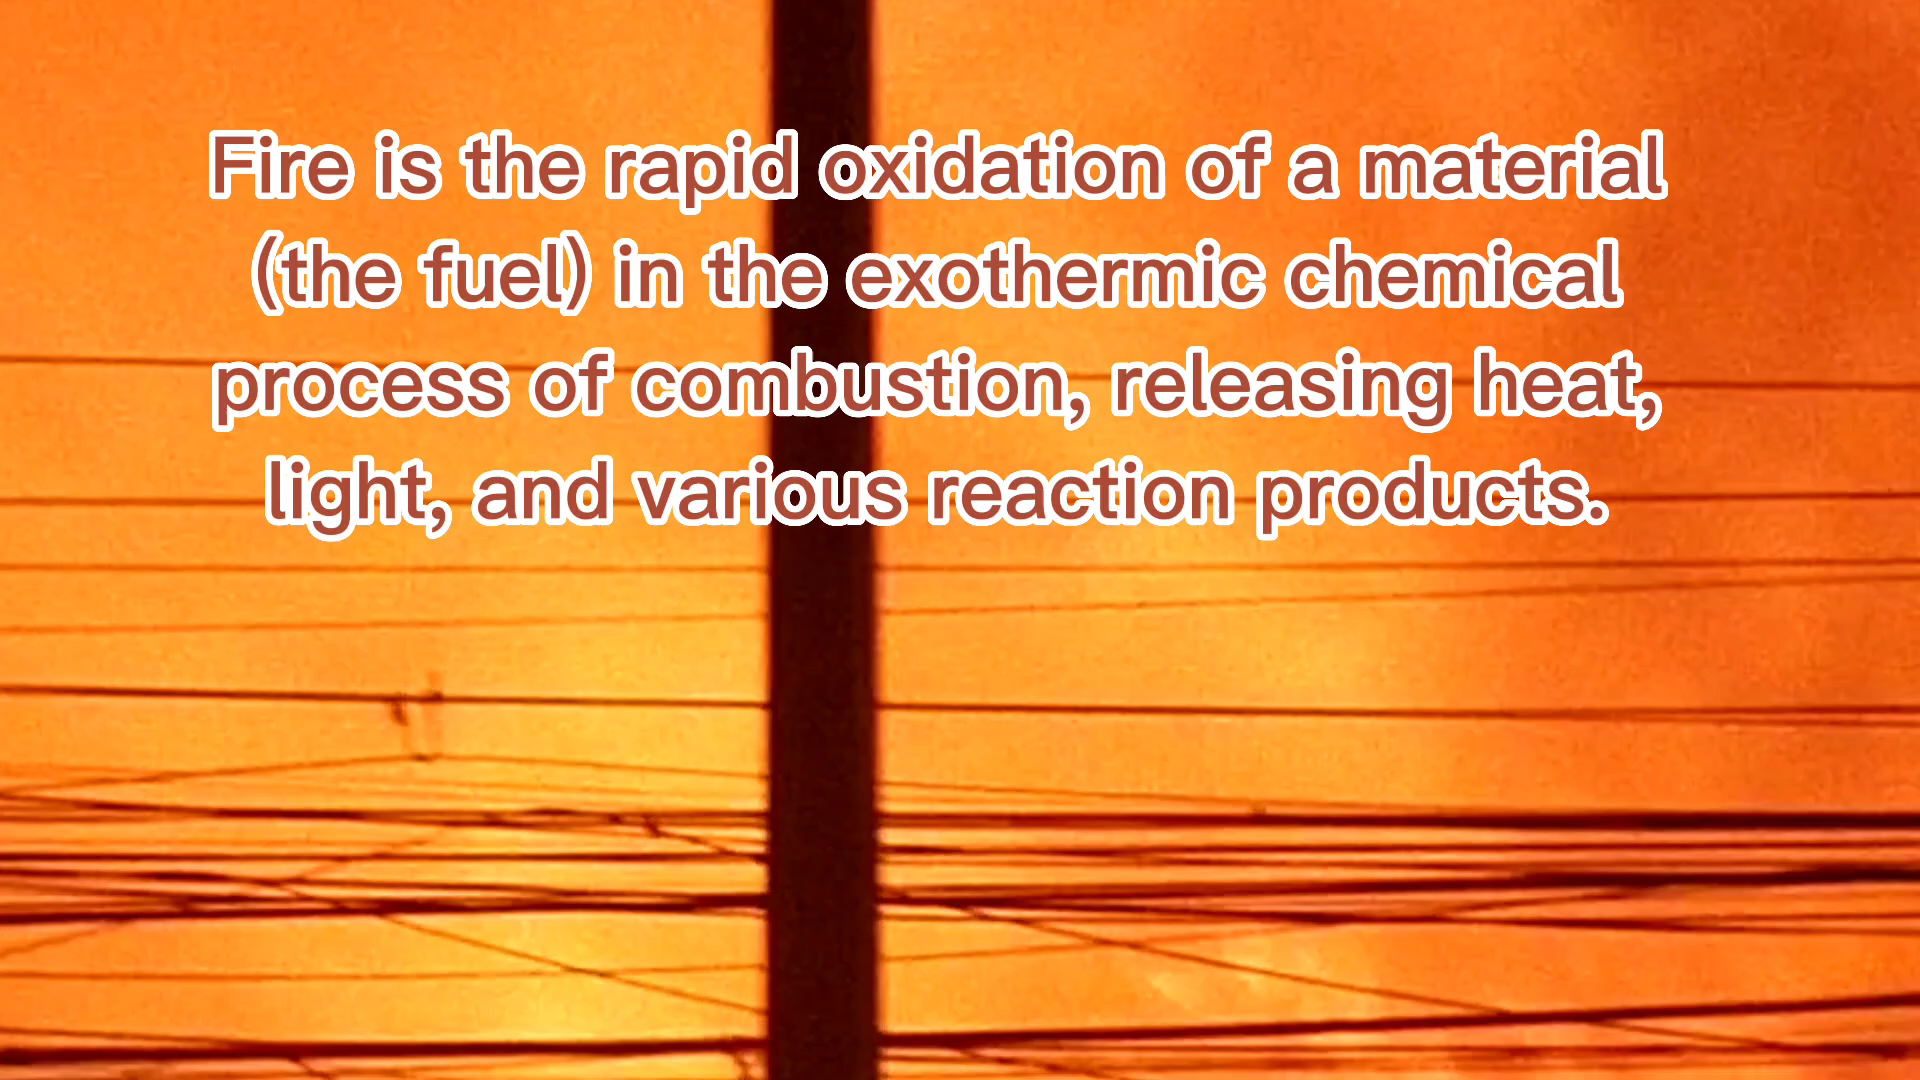 Fire is the rapid oxidation of a material
(the fuel) in the exothermic chemical
process of combustion, releasing heat,
light, and various reaction products.